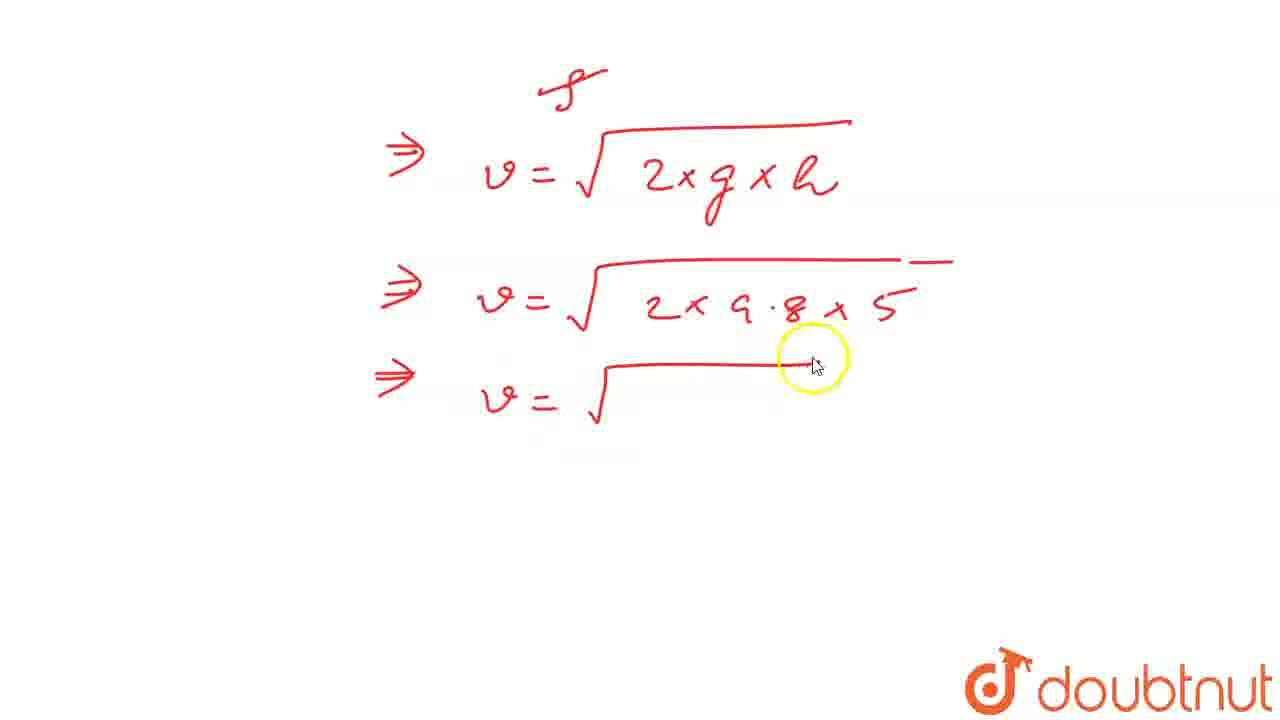 ⇒ v = √(2 × g × h)
⇒ v = √(2 × 9.8 × 5)
⇒ v = √
doubtnut